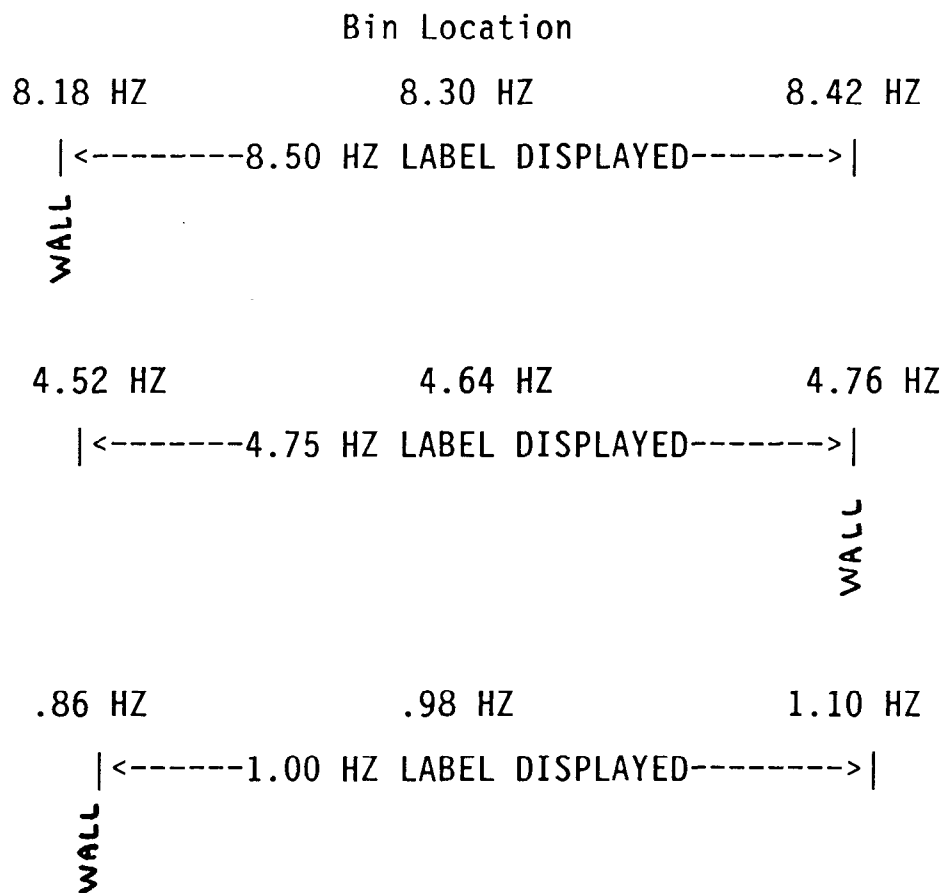 Bin Location
8.18 HZ 8.30 HZ 8.42 HZ
|<--------8.50 HZ LABEL DISPLAYED------->|
WALL
4.52 HZ 4.64 HZ 4.76 HZ
|<-------4.75 HZ LABEL DISPLAYED------->|
WALL
.86 HZ .98 HZ 1.10 HZ
|<------1.00 HZ LABEL DISPLAYED-------->|
WALL